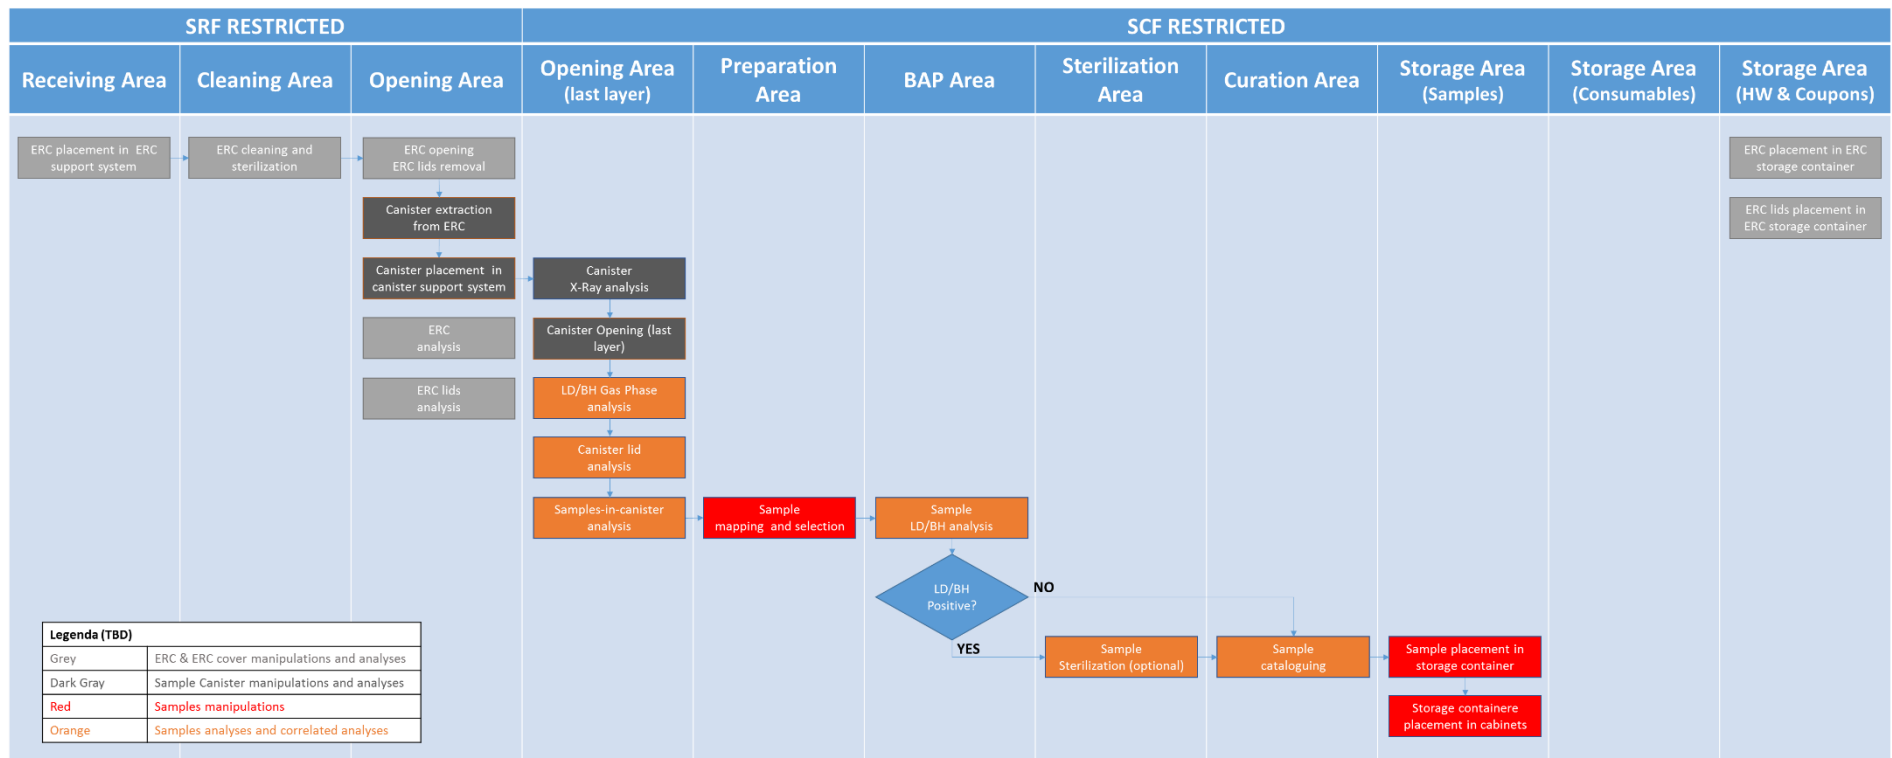 SRF RESTRICTED
SCF RESTRICTED
Receiving Area
Cleaning Area
Opening Area
Opening Area
(last layer)
Preparation
Area
BAP Area
Sterilization
Area
Curation Area
Storage Area
(Samples)
Storage Area
(Consumables)
Storage Area
(HW & Coupons)
ERC placement in ERC
support system
ERC cleaning and
sterilization
ERC opening
ERC lids removal
ERC placement in ERC
storage container
Canister extraction
from ERC
ERC lids placement in
ERC storage container
Canister placement in
canister support system
Canister
X-Ray analysis
ERC
analysis
Canister Opening (last
layer)
ERC lids
analysis
LD/BH Gas Phase
analysis
Canister lid
analysis
Samples-in-canister
analysis
Sample
mapping and selection
Sample
LD/BH analysis
LD/BH
Positive?
NO
YES
Sample
Sterilization (optional)
Sample
cataloguing
Sample placement in
storage container
Storage containere
placement in cabinets
Legenda (TBD)
Grey ERC & ERC cover manipulations and analyses
Dark Gray Sample Canister manipulations and analyses
Red Samples manipulations
Orange Samples analyses and correlated analyses